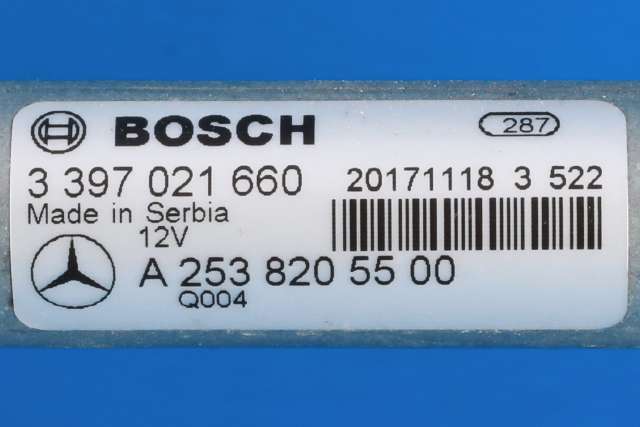 BOSCH 287
3 397 021 660 20171118 3 522
Made in Serbia
12V
A 253 820 55 00
Q004